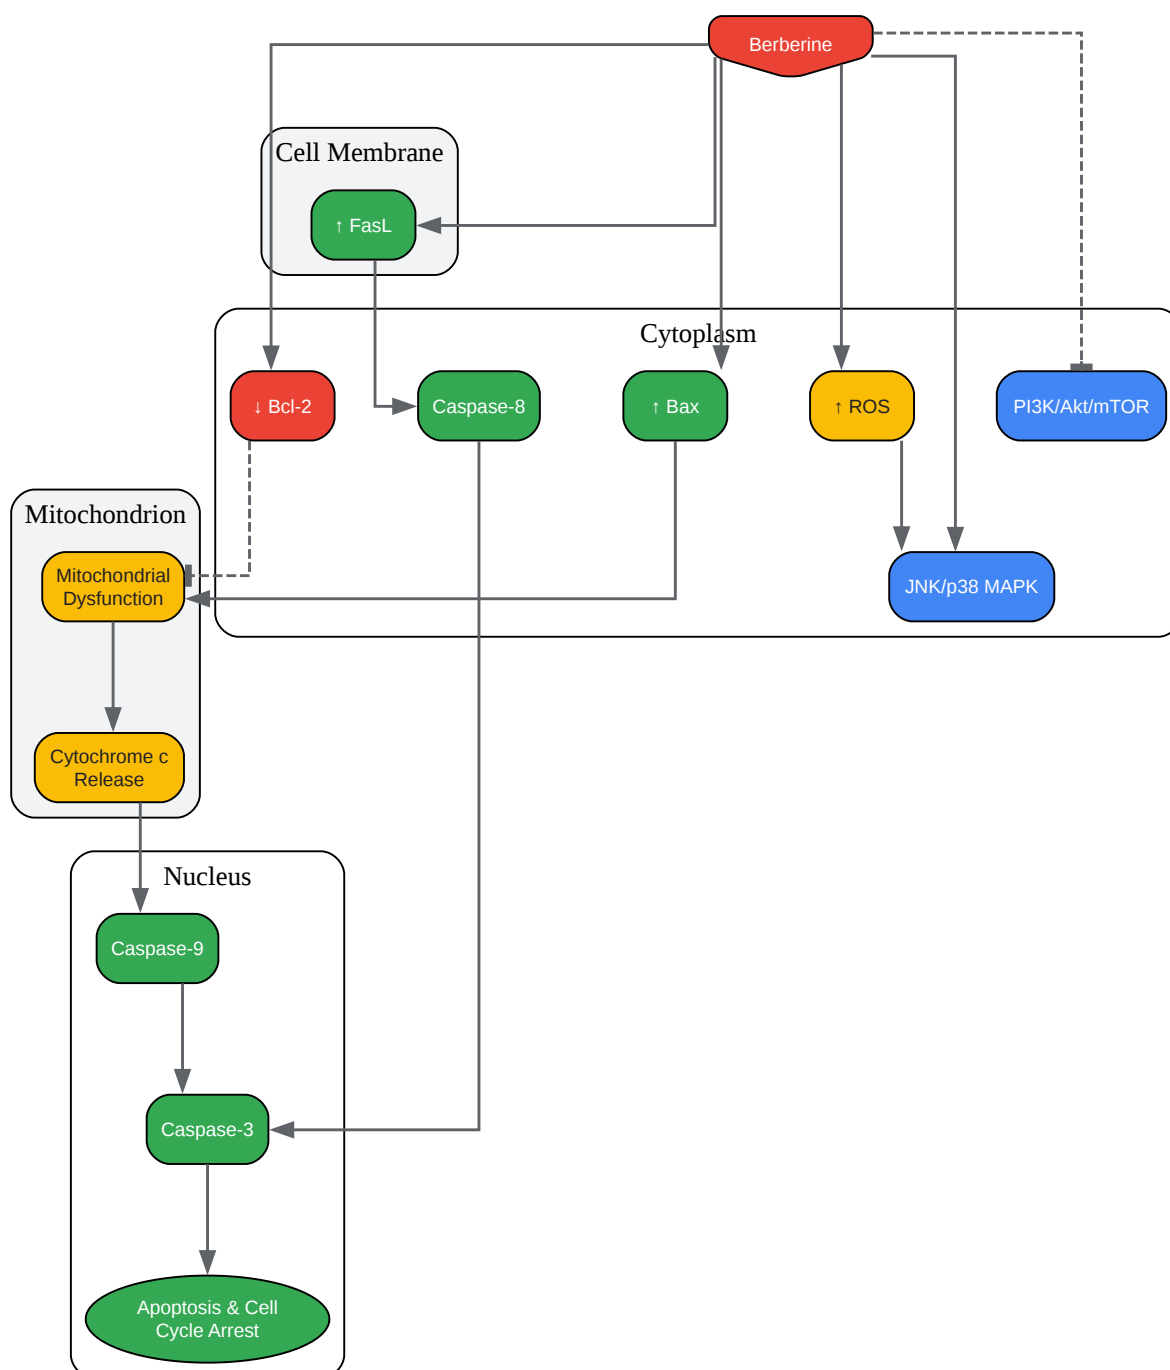 Berberine
Cell Membrane
↑ FasL
Cytoplasm
↓ Bcl-2
Caspase-8
↑ Bax
↑ ROS
PI3K/Akt/mTOR
Mitochondrion
Mitochondrial
Dysfunction
JNK/p38 MAPK
Cytochrome c
Release
Nucleus
Caspase-9
Caspase-3
Apoptosis & Cell
Cycle Arrest